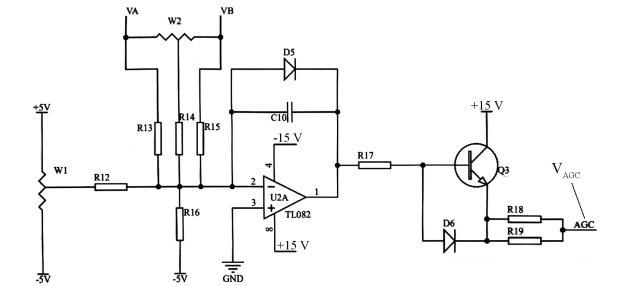 VA
VB
W2
D5
+5V
R13
R14
R15
C10
+15 V
-15 V
W1
R12
R17
Q3
V_AGC
4
2
1
U2A
3
TL082
R16
8
R18
AGC
D6
R19
+15 V
GND
-5V
-5V